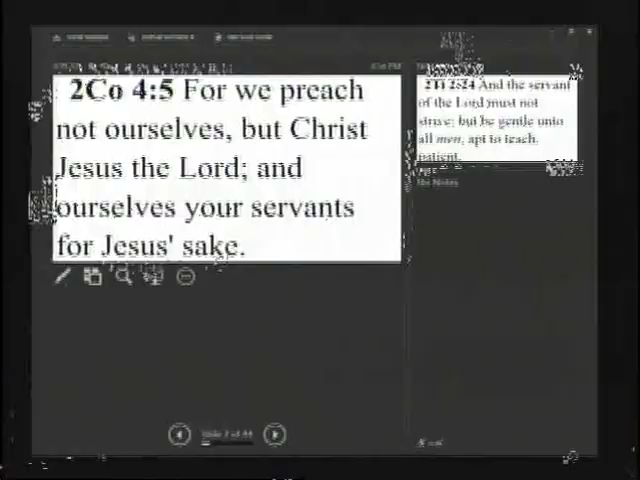 2Co 4:5 For we preach
not ourselves, but Christ
Jesus the Lord; and
ourselves your servants
for Jesus' sake.
2Ti 2:24 And the servant
of the Lord must not
strive; but be gentle unto
all men, apt to teach,
patient,
No Notes